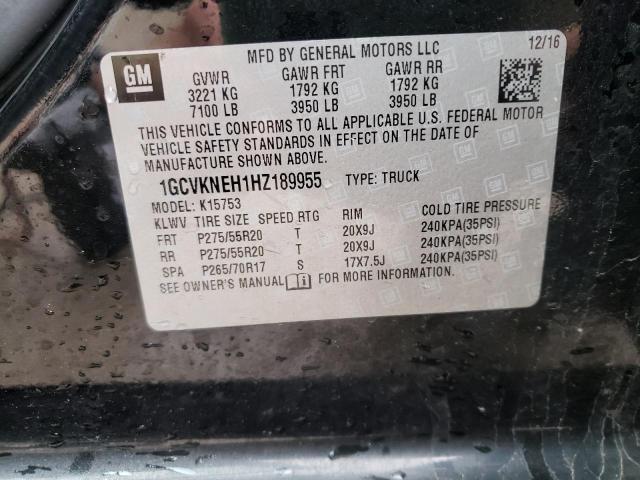 GM
MFD BY GENERAL MOTORS LLC 12/16
GVWR GAWR FRT GAWR RR
3221 KG 1792 KG 1792 KG
7100 LB 3950 LB 3950 LB
THIS VEHICLE CONFORMS TO ALL APPLICABLE U.S. FEDERAL MOTOR
VEHICLE SAFETY STANDARDS IN EFFECT ON THE DATE OF
MANUFACTURE SHOWN ABOVE.
1GCVKNEH1HZ189955 TYPE: TRUCK
MODEL: K15753
KLWV TIRE SIZE SPEED RTG RIM COLD TIRE PRESSURE
FRT P275/55R20 T 20X9J 240KPA(35PSI)
RR P275/55R20 T 20X9J 240KPA(35PSI)
SPA P265/70R17 S 17X7.5J 240KPA(35PSI)
SEE OWNER'S MANUAL FOR MORE INFORMATION.